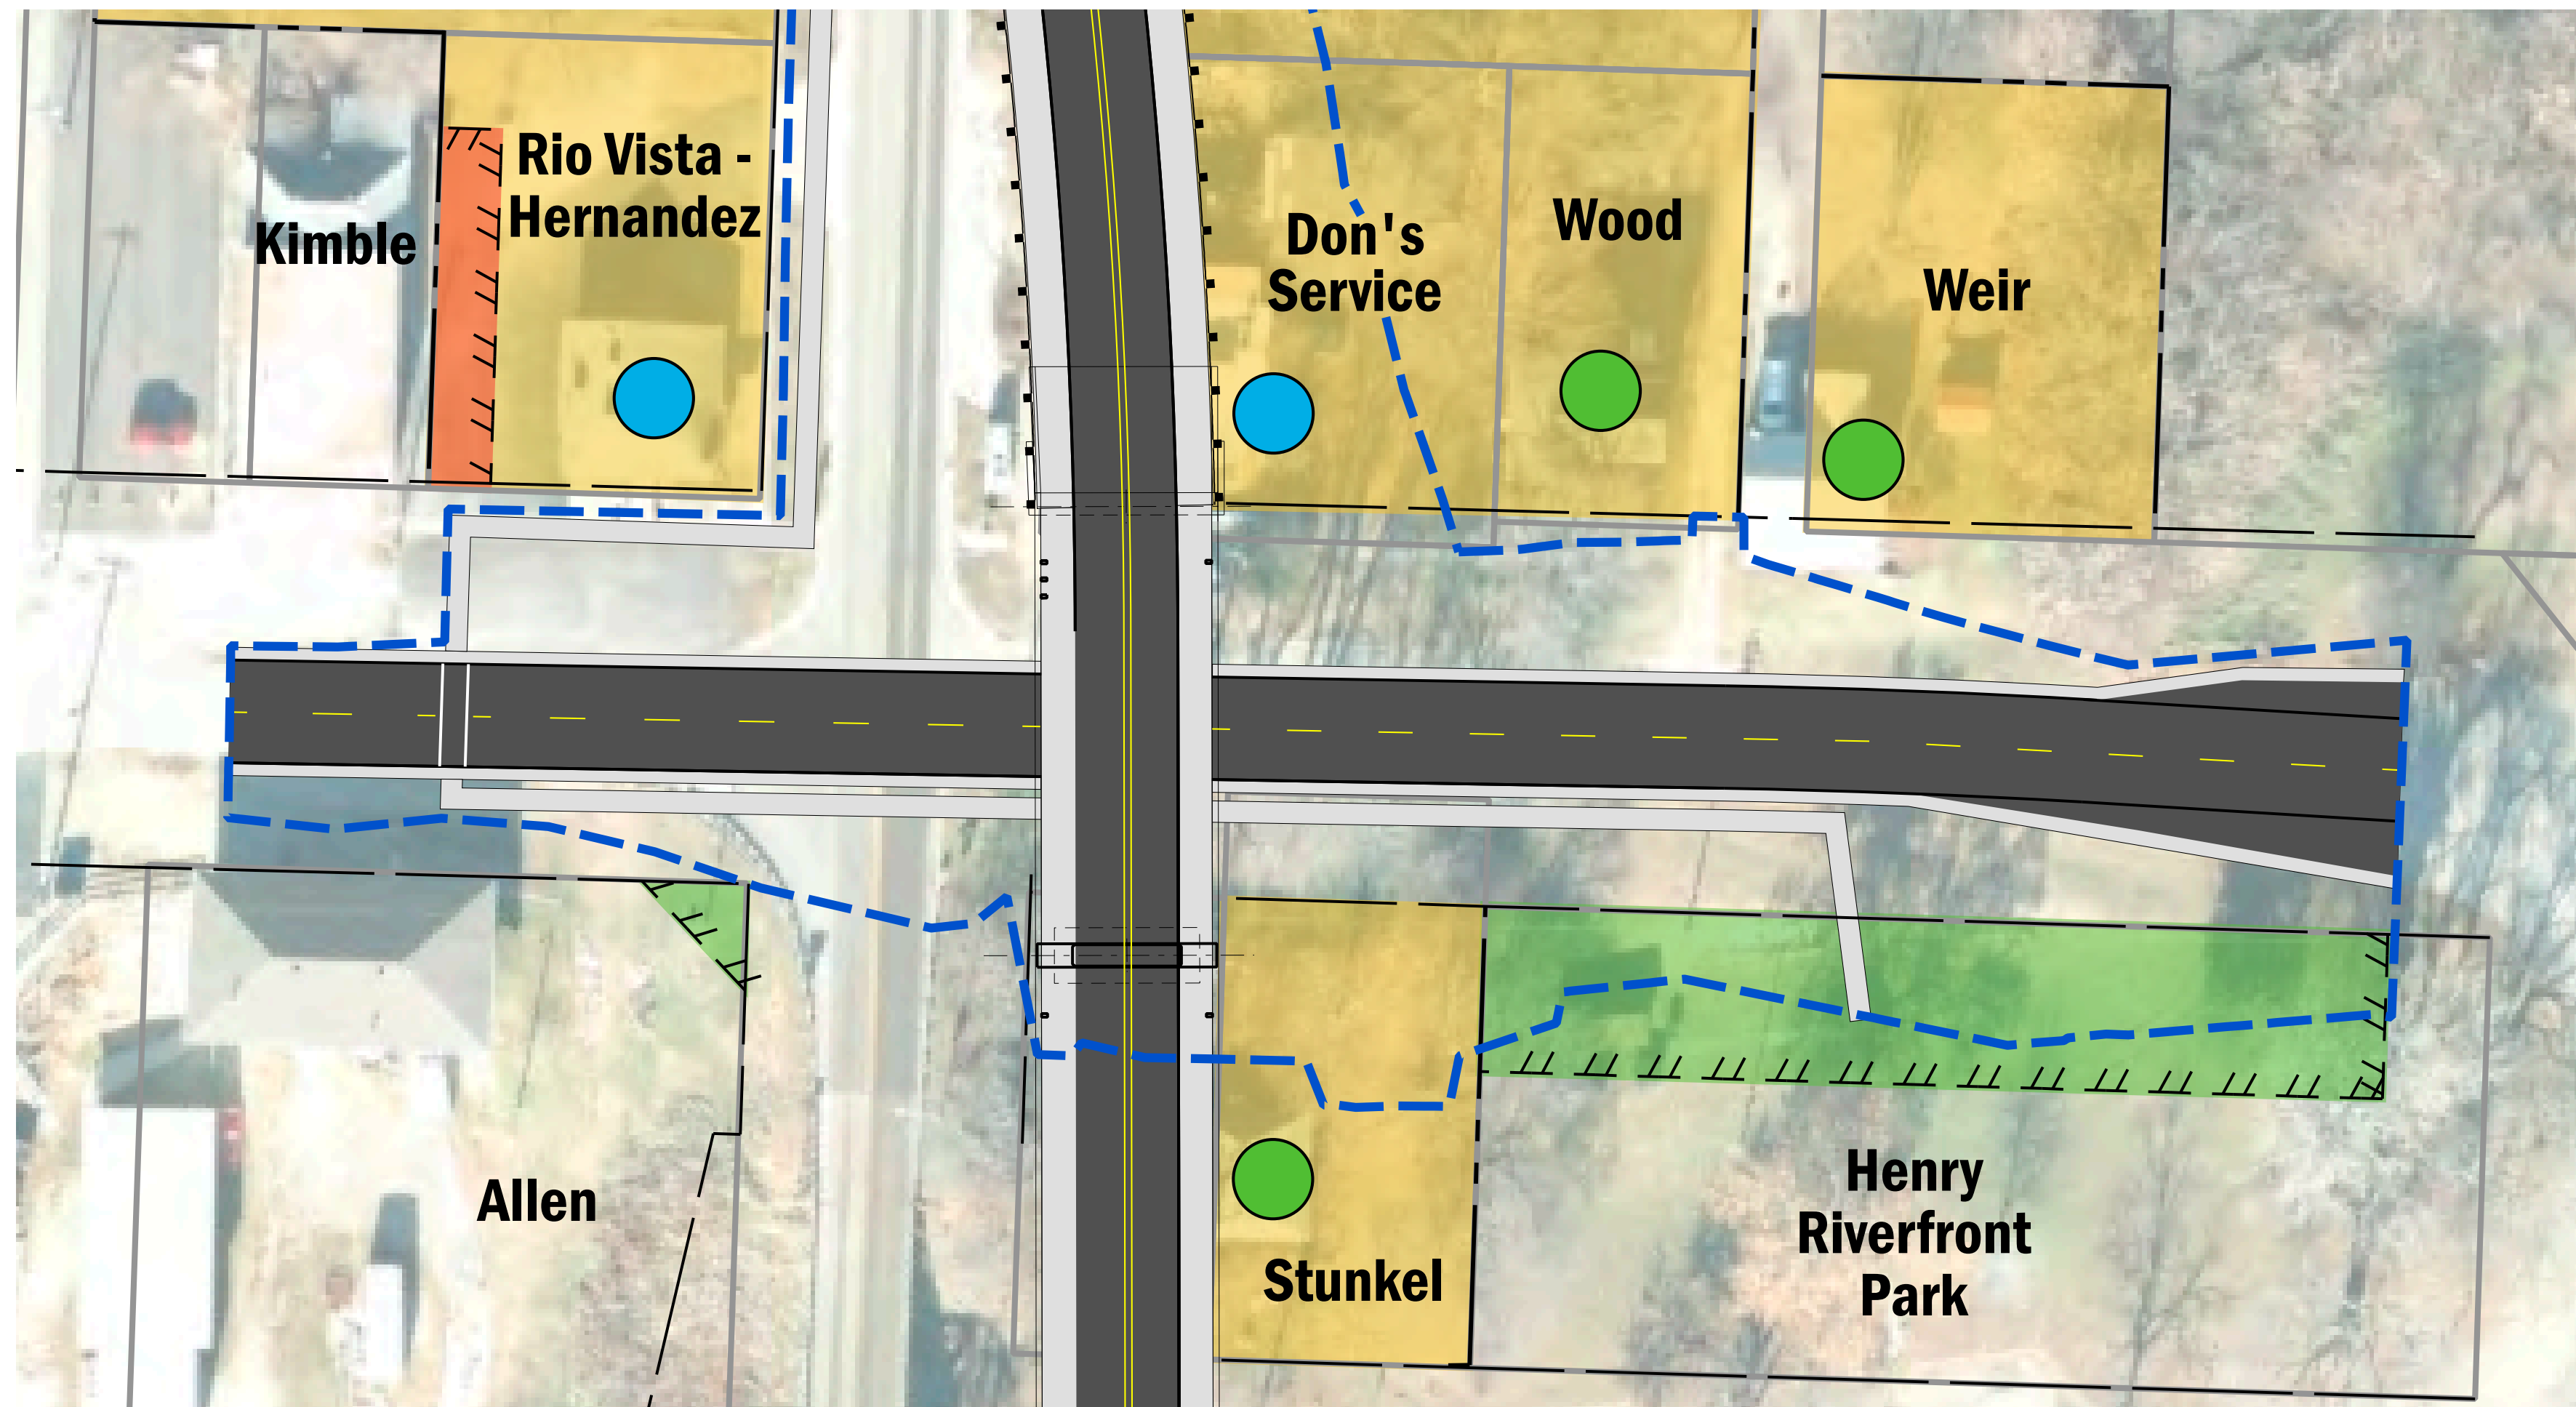 Rio Vista -
Hernandez
Kimble
Don's
Service
Wood
Weir
Allen
Stunkel
Henry
Riverfront
Park